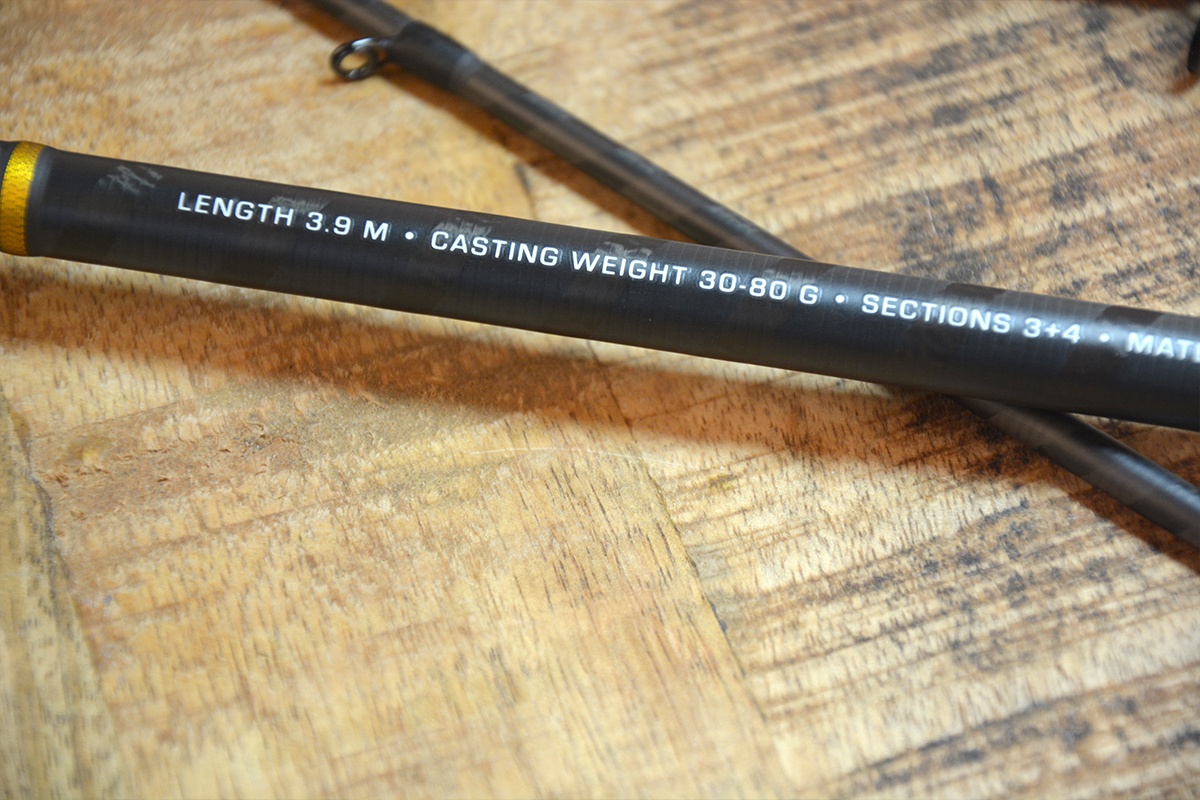 LENGTH 3.9 M • CASTING WEIGHT 30-80 G • SECTIONS 3+4 •